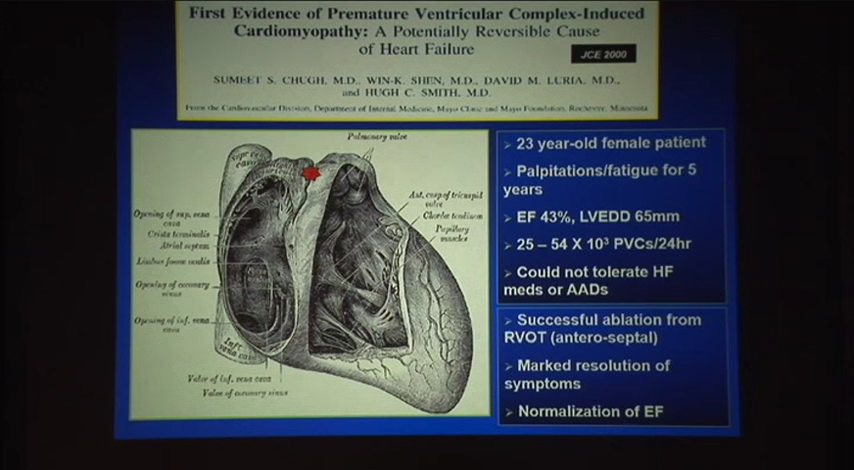 First Evidence of Premature Ventricular Complex-Induced
Cardiomyopathy: A Potentially Reversible Cause
of Heart Failure
JCE 2000
SUMEET S. CHUGH, M.D., WIN-K. SHEN, M.D., DAVID M. LURIA, M.D.,
and HUGH C. SMITH, M.D.
From the Cardiovascular Division, Department of Internal Medicine, Mayo Clinic and Mayo Foundation, Rochester, Minnesota
Pulmonary valve
Ant. cusp of tricuspid
valve
Chordæ tendineæ
Papillary
muscles
Opening of sup. vena
cava
Crista terminalis
Atrial septum
Limbus fossæ ovalis
Opening of coronary
sinus
Opening of inf. vena
cava
Inf.
vena cava
Valve of inf. vena cava
Valve of coronary sinus
➢ 23 year-old female patient
➢ Palpitations/fatigue for 5
years
➢ EF 43%, LVEDD 65mm
➢ 25 – 54 X 10³ PVCs/24hr
➢ Could not tolerate HF
meds or AADs
➢ Successful ablation from
RVOT (antero-septal)
➢ Marked resolution of
symptoms
➢ Normalization of EF